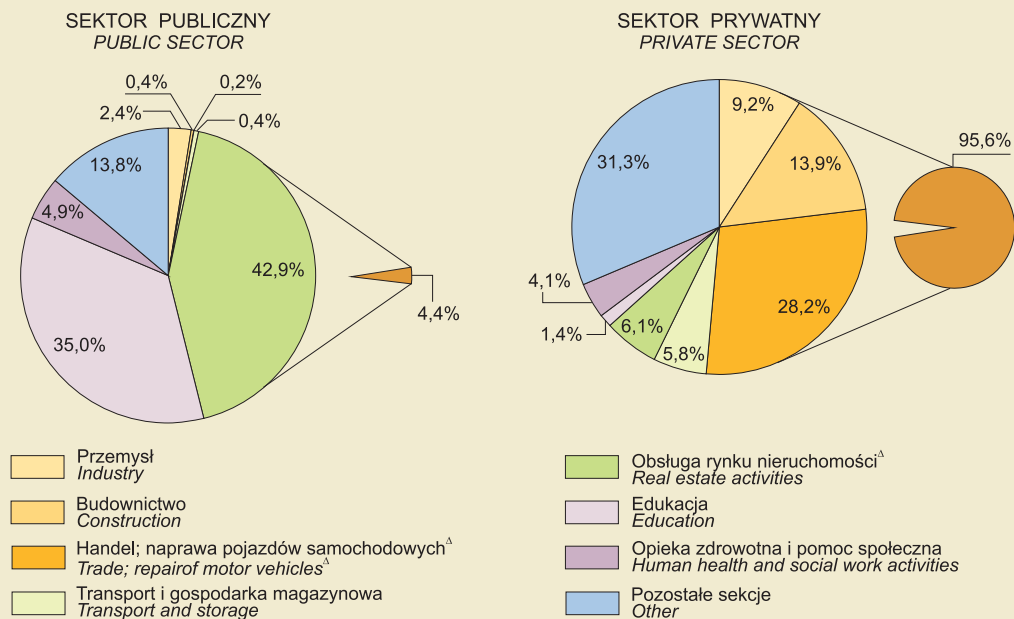 SEKTOR PUBLICZNY
PUBLIC SECTOR
0,4%
0,2%
2,4%
0,4%
13,8%
4,9%
42,9%
35,0%
4,4%
SEKTOR PRYWATNY
PRIVATE SECTOR
9,2%
95,6%
31,3%
13,9%
4,1%
28,2%
1,4%
6,1%
5,8%
Przemysł
Industry
Budownictwo
Construction
Handel; naprawa pojazdów samochodowychΔ
Trade; repairof motor vehiclesΔ
Transport i gospodarka magazynowa
Transport and storage
Obsługa rynku nieruchomościΔ
Real estate activities
Edukacja
Education
Opieka zdrowotna i pomoc społeczna
Human health and social work activities
Pozostałe sekcje
Other